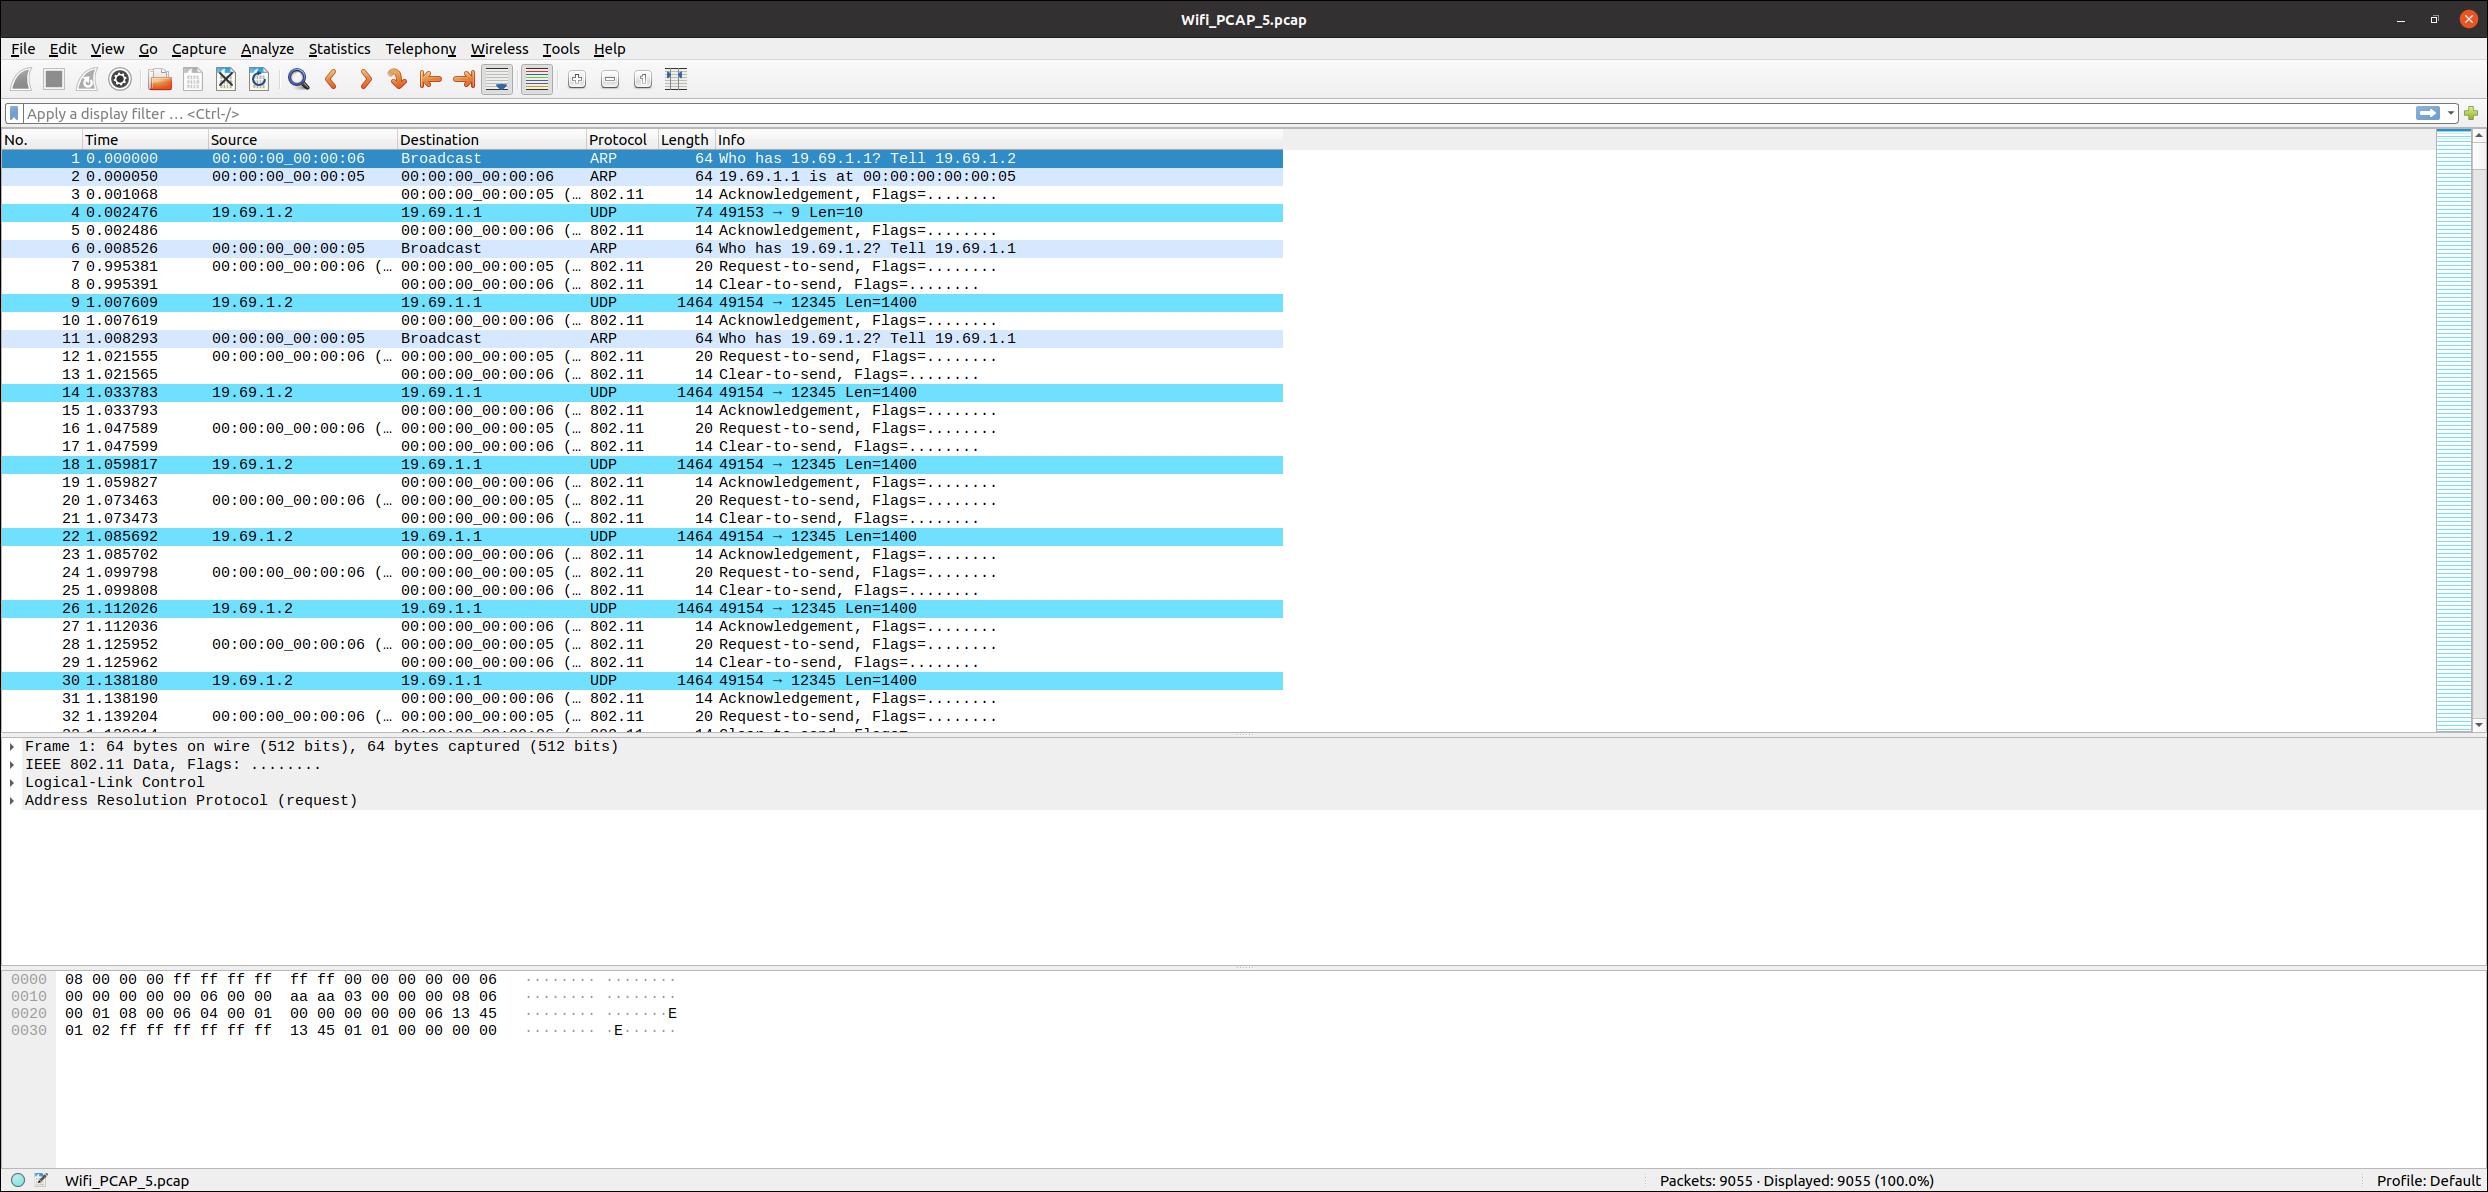 Wifi_PCAP_5.pcap
File Edit View Go Capture Analyze Statistics Telephony Wireless Tools Help
Apply a display filter … <Ctrl-/>
No. Time Source Destination Protocol Length Info
1 0.000000 00:00:00_00:00:06 Broadcast ARP 64 Who has 19.69.1.1? Tell 19.69.1.2
2 0.000050 00:00:00_00:00:05 00:00:00_00:00:06 ARP 64 19.69.1.1 is at 00:00:00:00:00:05
3 0.001068 00:00:00_00:00:05 (… 802.11 14 Acknowledgement, Flags=........
4 0.002476 19.69.1.2 19.69.1.1 UDP 74 49153 → 9 Len=10
5 0.002486 00:00:00_00:00:06 (… 802.11 14 Acknowledgement, Flags=........
6 0.008526 00:00:00_00:00:05 Broadcast ARP 64 Who has 19.69.1.2? Tell 19.69.1.1
7 0.995381 00:00:00_00:00:06 (… 00:00:00_00:00:05 (… 802.11 20 Request-to-send, Flags=........
8 0.995391 00:00:00_00:00:06 (… 802.11 14 Clear-to-send, Flags=........
9 1.007609 19.69.1.2 19.69.1.1 UDP 1464 49154 → 12345 Len=1400
10 1.007619 00:00:00_00:00:06 (… 802.11 14 Acknowledgement, Flags=........
11 1.008293 00:00:00_00:00:05 Broadcast ARP 64 Who has 19.69.1.2? Tell 19.69.1.1
12 1.021555 00:00:00_00:00:06 (… 00:00:00_00:00:05 (… 802.11 20 Request-to-send, Flags=........
13 1.021565 00:00:00_00:00:06 (… 802.11 14 Clear-to-send, Flags=........
14 1.033783 19.69.1.2 19.69.1.1 UDP 1464 49154 → 12345 Len=1400
15 1.033793 00:00:00_00:00:06 (… 802.11 14 Acknowledgement, Flags=........
16 1.047589 00:00:00_00:00:06 (… 00:00:00_00:00:05 (… 802.11 20 Request-to-send, Flags=........
17 1.047599 00:00:00_00:00:06 (… 802.11 14 Clear-to-send, Flags=........
18 1.059817 19.69.1.2 19.69.1.1 UDP 1464 49154 → 12345 Len=1400
19 1.059827 00:00:00_00:00:06 (… 802.11 14 Acknowledgement, Flags=........
20 1.073463 00:00:00_00:00:06 (… 00:00:00_00:00:05 (… 802.11 20 Request-to-send, Flags=........
21 1.073473 00:00:00_00:00:06 (… 802.11 14 Clear-to-send, Flags=........
22 1.085692 19.69.1.2 19.69.1.1 UDP 1464 49154 → 12345 Len=1400
23 1.085702 00:00:00_00:00:06 (… 802.11 14 Acknowledgement, Flags=........
24 1.099798 00:00:00_00:00:06 (… 00:00:00_00:00:05 (… 802.11 20 Request-to-send, Flags=........
25 1.099808 00:00:00_00:00:06 (… 802.11 14 Clear-to-send, Flags=........
26 1.112026 19.69.1.2 19.69.1.1 UDP 1464 49154 → 12345 Len=1400
27 1.112036 00:00:00_00:00:06 (… 802.11 14 Acknowledgement, Flags=........
28 1.125952 00:00:00_00:00:06 (… 00:00:00_00:00:05 (… 802.11 20 Request-to-send, Flags=........
29 1.125962 00:00:00_00:00:06 (… 802.11 14 Clear-to-send, Flags=........
30 1.138180 19.69.1.2 19.69.1.1 UDP 1464 49154 → 12345 Len=1400
31 1.138190 00:00:00_00:00:06 (… 802.11 14 Acknowledgement, Flags=........
32 1.139204 00:00:00_00:00:06 (… 00:00:00_00:00:05 (… 802.11 20 Request-to-send, Flags=........
Frame 1: 64 bytes on wire (512 bits), 64 bytes captured (512 bits)
IEEE 802.11 Data, Flags: ........
Logical-Link Control
Address Resolution Protocol (request)
0000 08 00 00 00 ff ff ff ff ff ff 00 00 00 00 00 06 ········ ········
0010 00 00 00 00 00 06 00 00 aa aa 03 00 00 00 08 06 ········ ········
0020 00 01 08 00 06 04 00 01 00 00 00 00 00 06 13 45 ········ ·······E
0030 01 02 ff ff ff ff ff ff 13 45 01 01 00 00 00 00 ········ ·E······
Wifi_PCAP_5.pcap
Packets: 9055 · Displayed: 9055 (100.0%)
Profile: Default